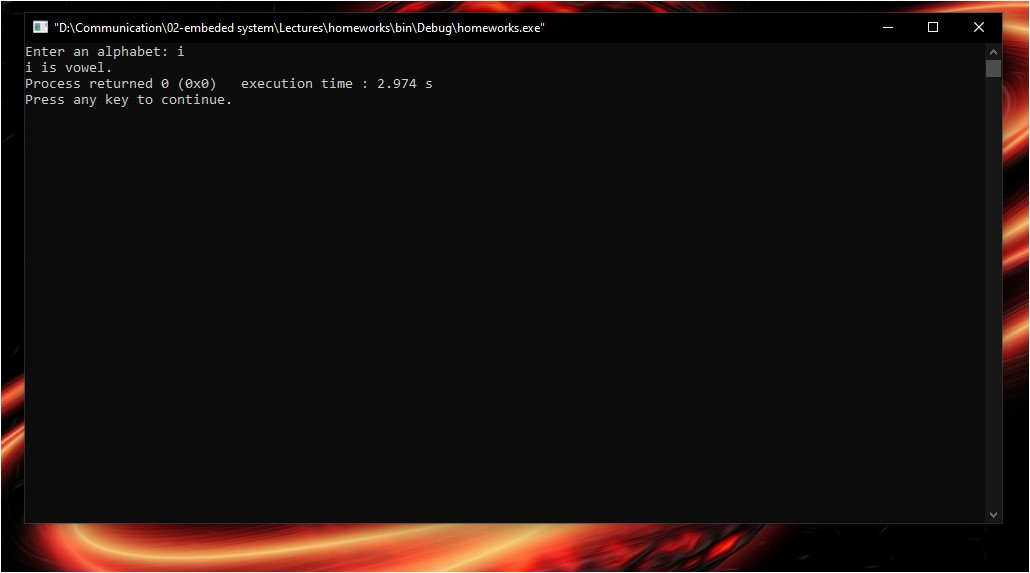 "D:\Communication\02-embeded system\Lectures\homeworks\bin\Debug\homeworks.exe"
Enter an alphabet: i
i is vowel.
Process returned 0 (0x0)   execution time : 2.974 s
Press any key to continue.